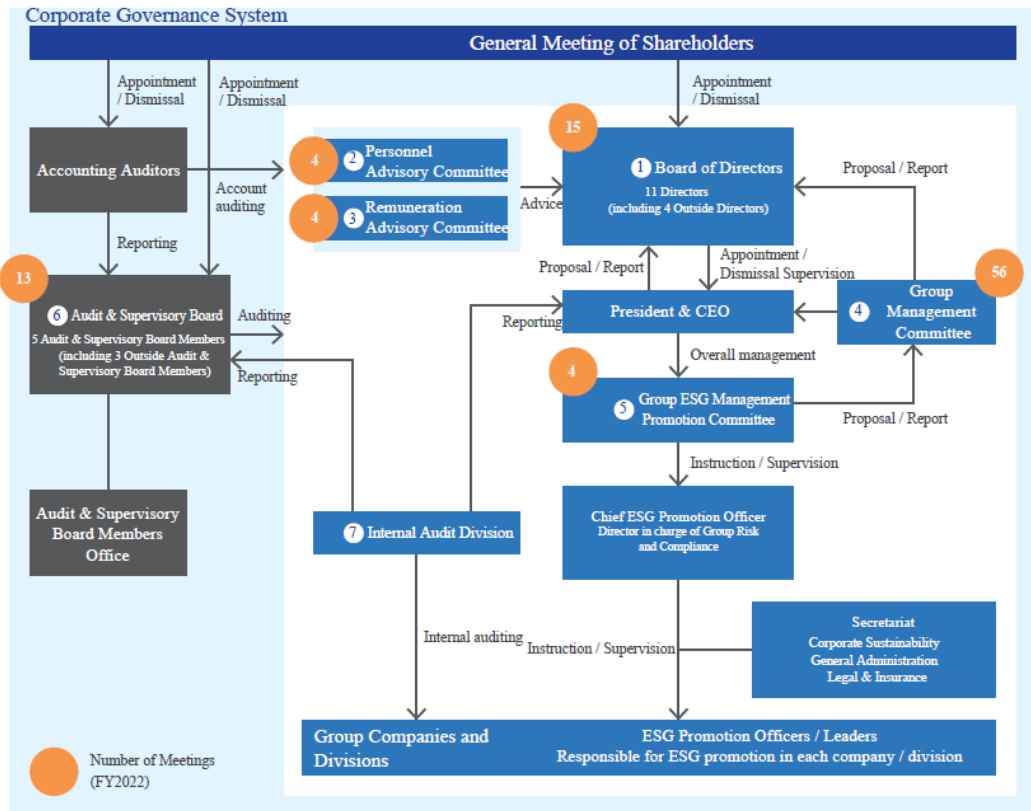 Corporate Governance System
General Meeting of Shareholders
Appointment
/ Dismissal
Appointment
/ Dismissal
Appointment
/ Dismissal
Accounting Auditors
Account
auditing
Reporting
4
2 Personnel
Advisory Committee
4
3 Remuneration
Advisory Committee
Advice
15
1 Board of Directors
11 Directors
(including 4 Outside Directors)
Proposal / Report
Proposal / Report
Appointment /
Dismissal Supervision
13
6 Audit & Supervisory Board
5 Audit & Supervisory Board Members
(including 3 Outside Audit &
Supervisory Board Members)
Auditing
Reporting
Reporting
President & CEO
56
4
Group
Management
Committee
Overall management
4
5 Group ESG Management
Promotion Committee
Proposal / Report
Instruction / Supervision
Audit & Supervisory
Board Members
Office
7 Internal Audit Division
Chief ESG Promotion Officer
Director in charge of Group Risk
and Compliance
Internal auditing
Instruction / Supervision
Secretariat
Corporate Sustainability
General Administration
Legal & Insurance
Group Companies and
Divisions
ESG Promotion Officers / Leaders
Responsible for ESG promotion in each company / division
Number of Meetings
(FY2022)